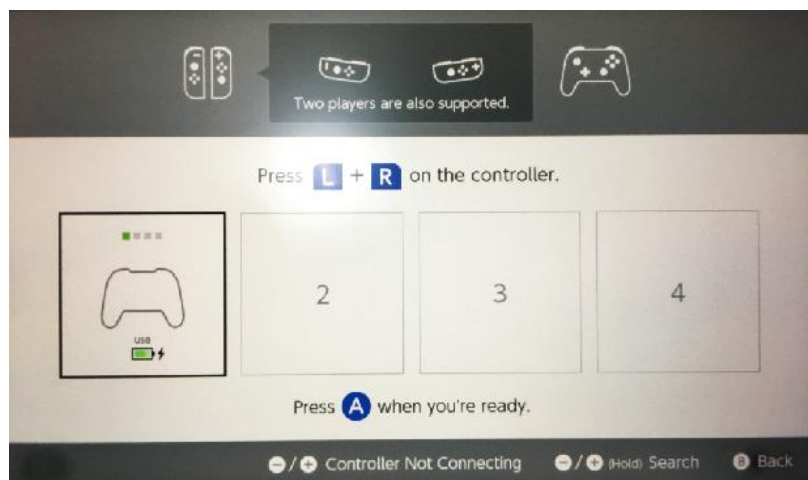 Two players are also supported.
Press L + R on the controller.
2
3
4
USB
Press A when you're ready.
−/+ Controller Not Connecting −/+ (Hold) Search B Back